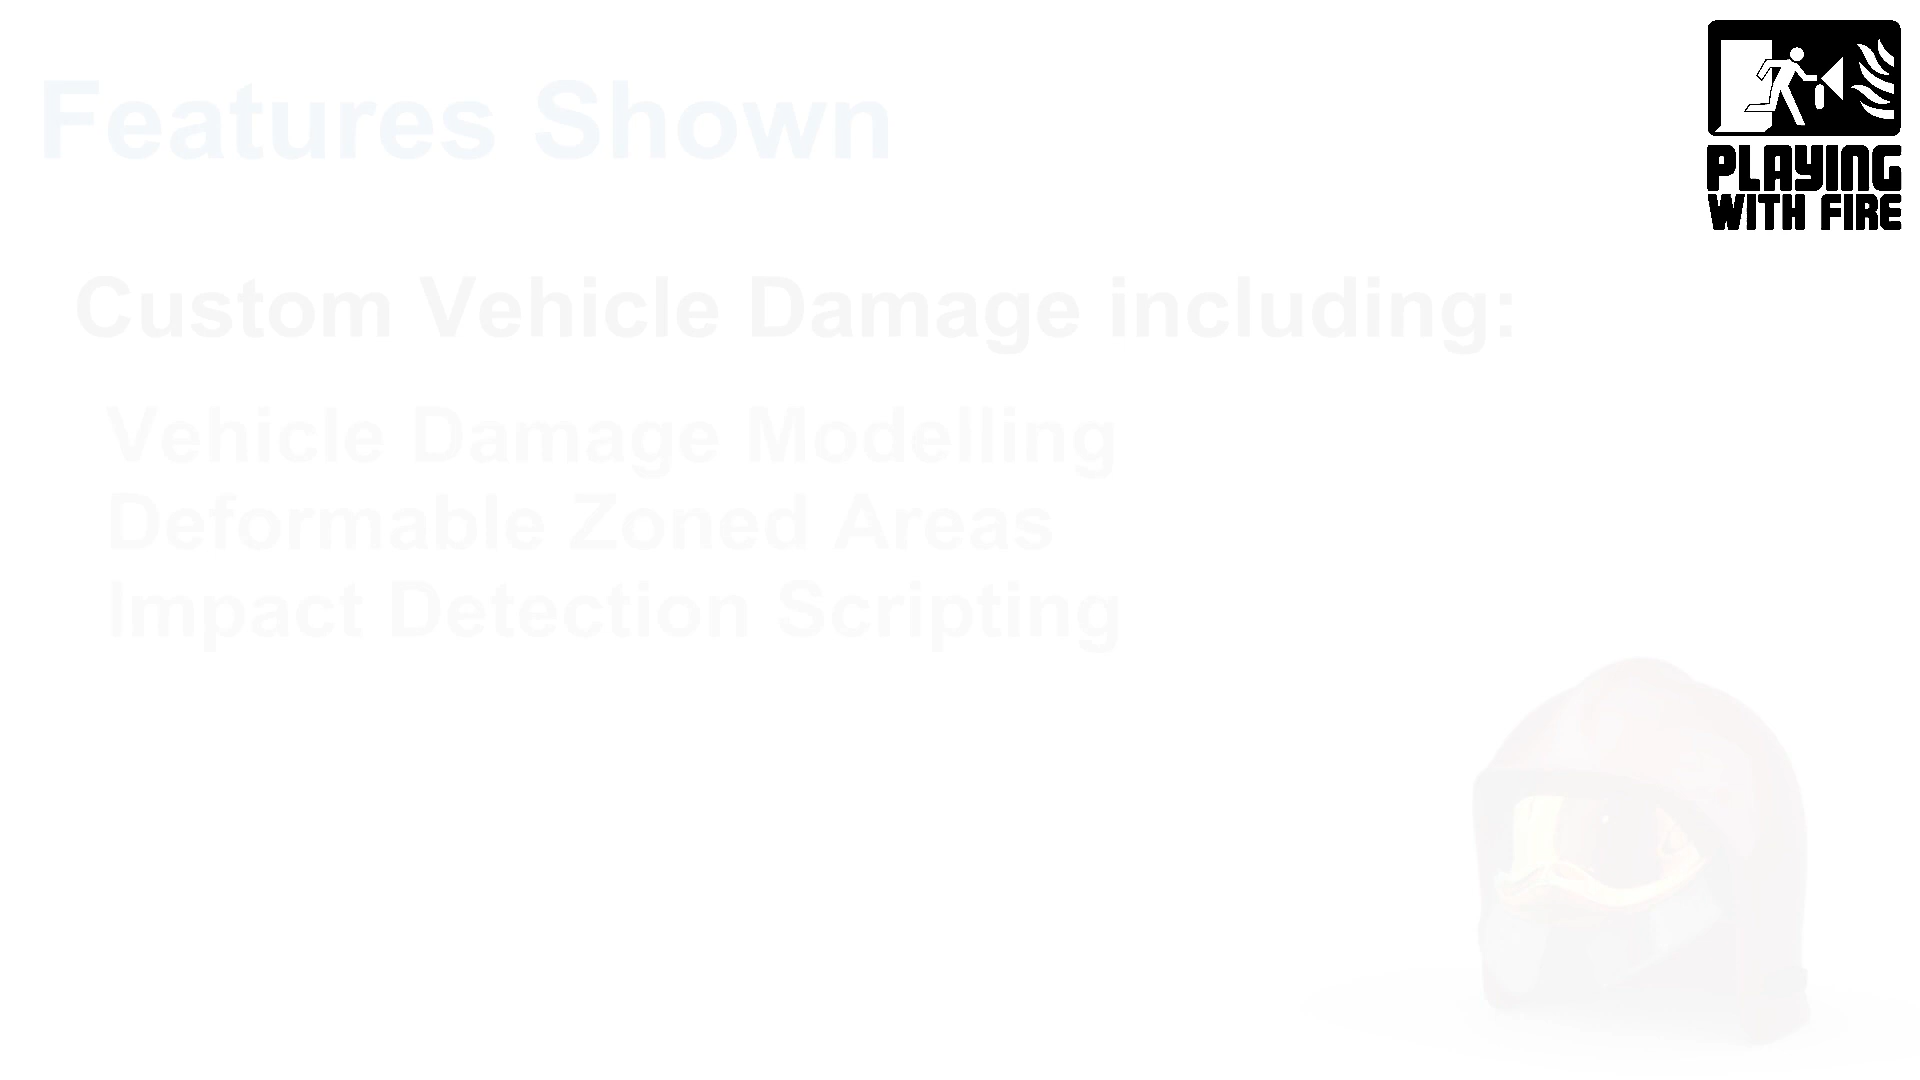 Features Shown
PLAYING
WITH FIRE
Custom Vehicle Damage including:
Vehicle Damage Modelling
Deformable Zoned Areas
Impact Detection Scripting